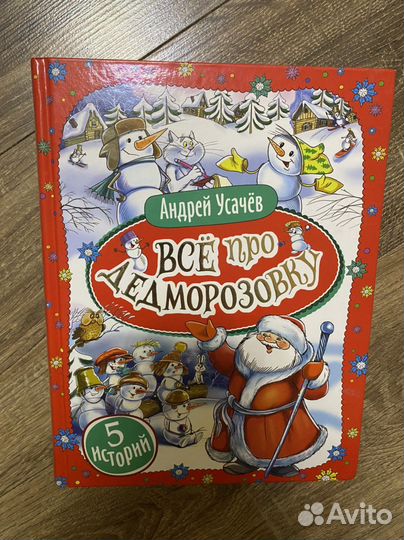 Андрей Усачёв
ВСЁ ПРО
ДЕДМОРОЗОВКУ
5
историй
Avito